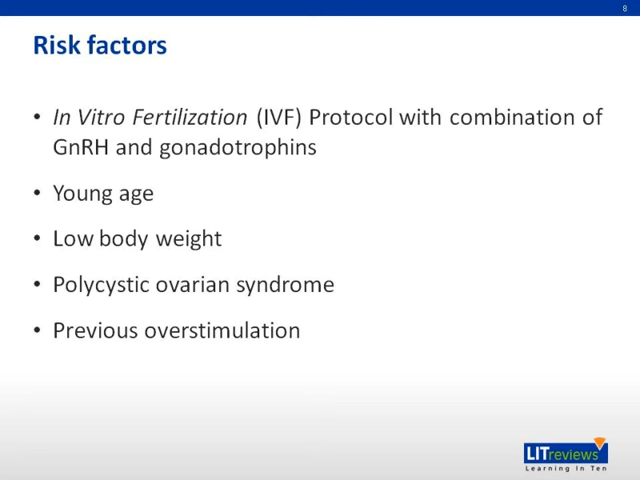 8
Risk factors
• In Vitro Fertilization (IVF) Protocol with combination of
GnRH and gonadotrophins
• Young age
• Low body weight
• Polycystic ovarian syndrome
• Previous overstimulation
LITreviews
Learning In Ten